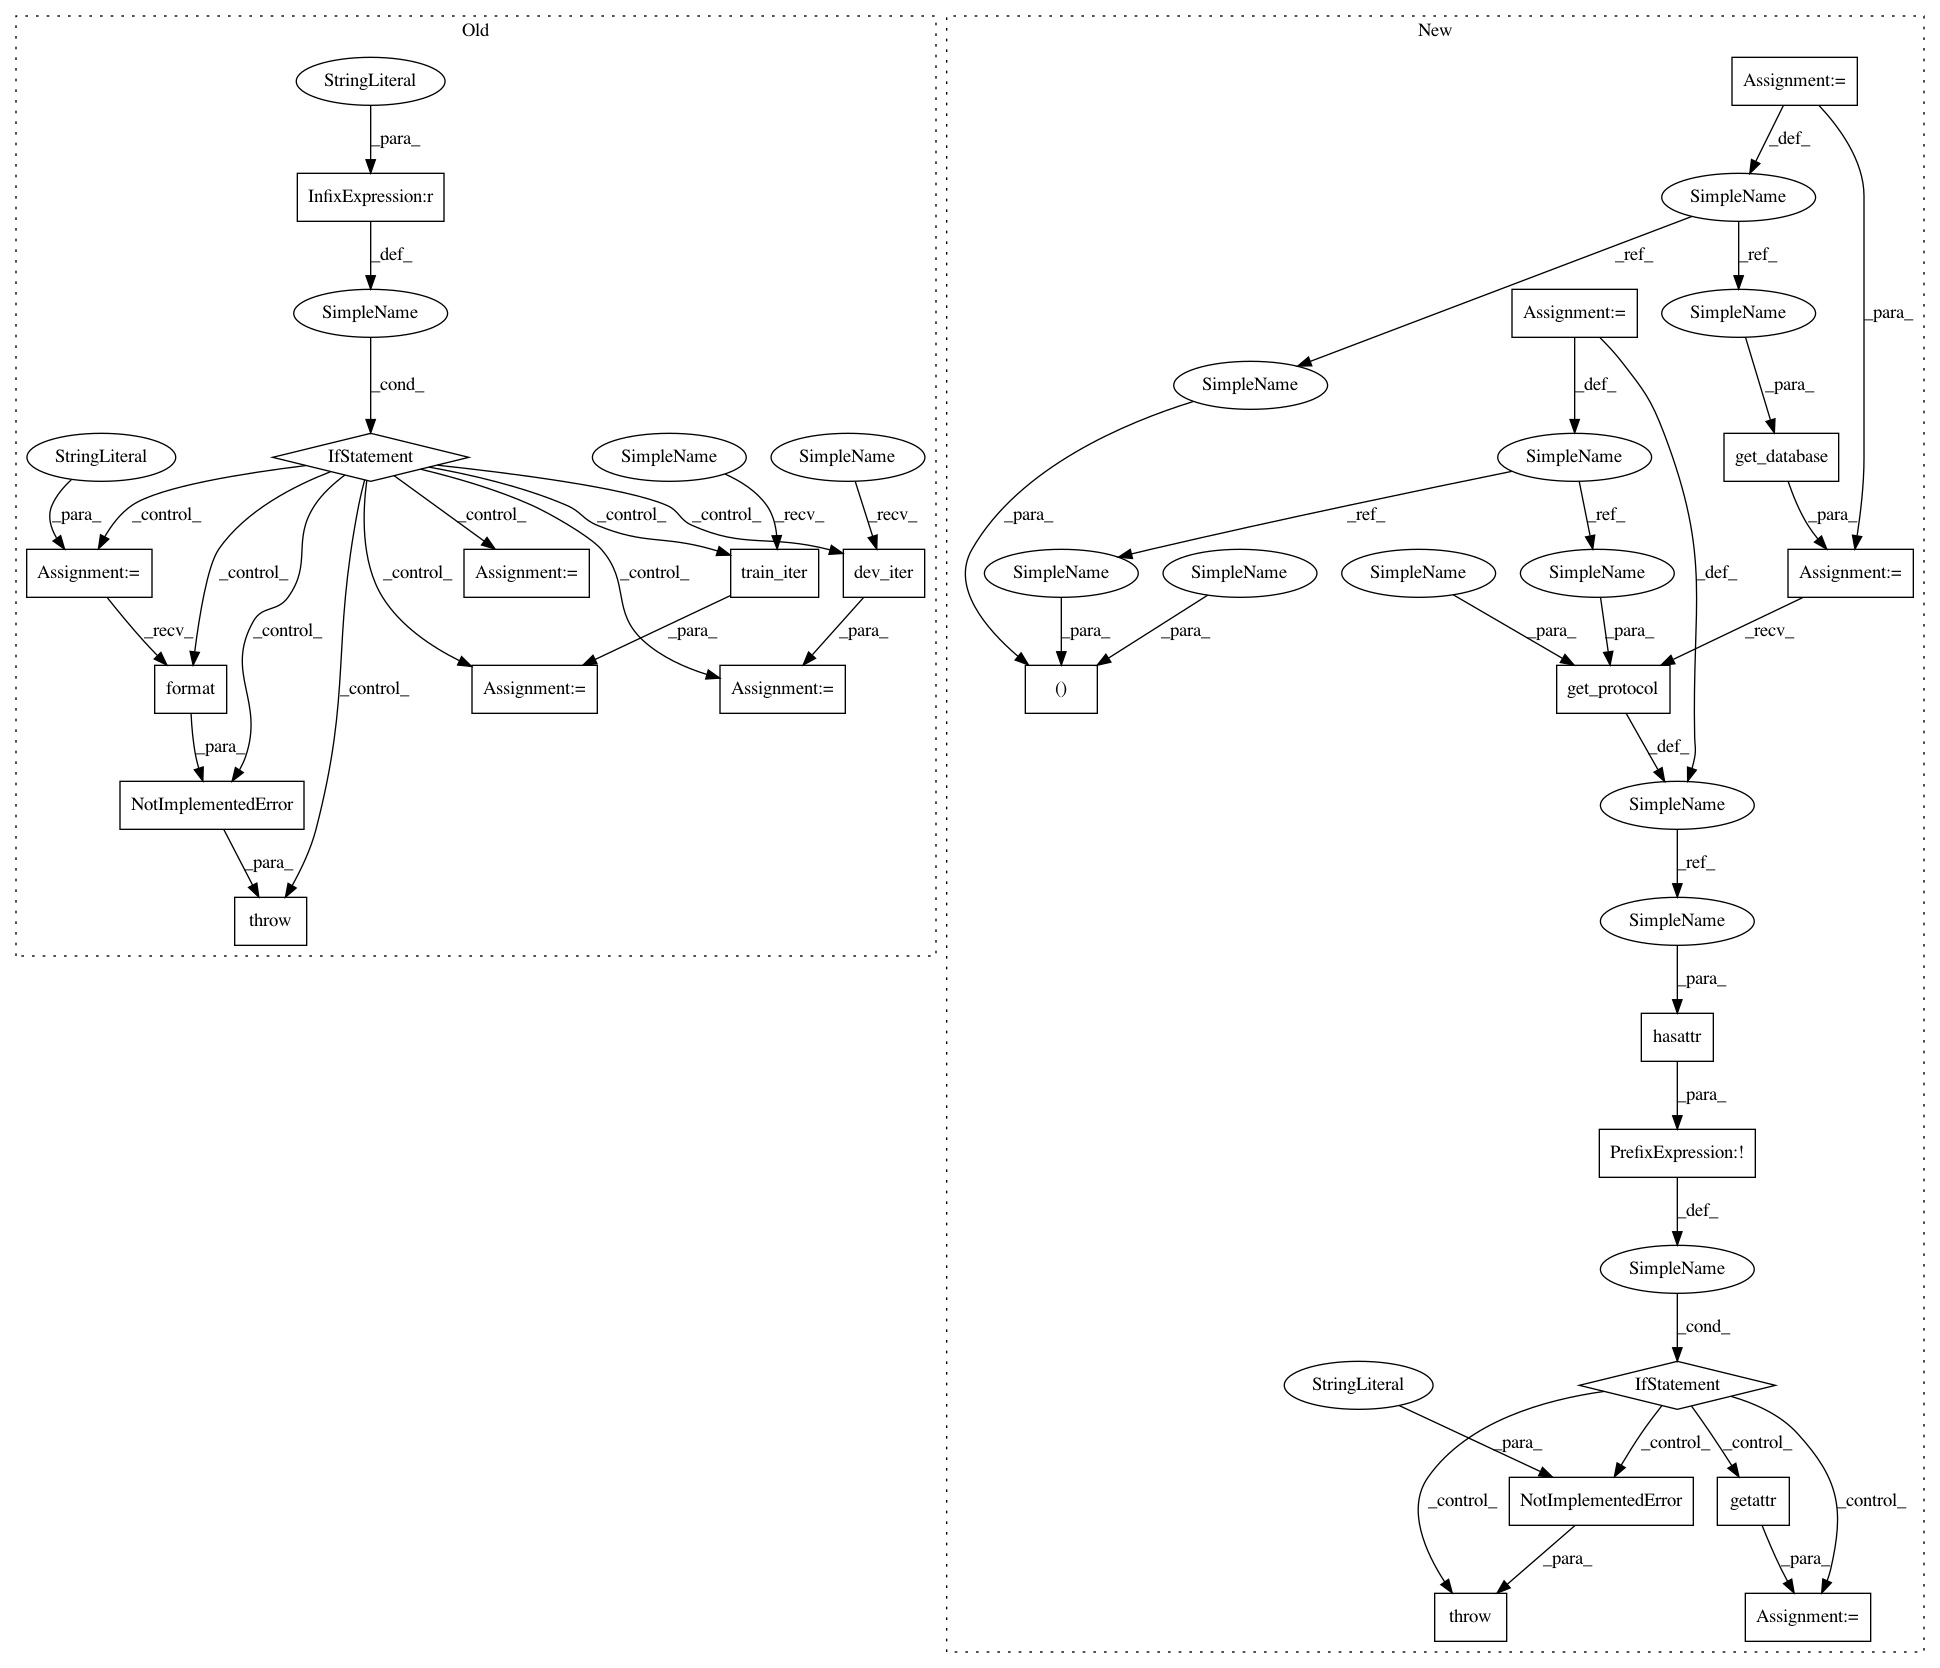 Old
New
StringLiteral
Assignment:=
_para_
_def_
InfixExpression:r
SimpleName
_def_
_ref_
_ref_
SimpleName
Assignment:=
SimpleName
_para_
_cond_
SimpleName
_def_
_para_
StringLiteral
IfStatement
SimpleName
SimpleName
SimpleName
get_database
_para_
_control_
_control_
_control_
_control_
_recv_
_recv_
_para_
_ref_
_ref_
_para_
Assignment:=
_control_
_control_
Assignment:=
_control_
train_iter
dev_iter
SimpleName
SimpleName
SimpleName
SimpleName
_def_
Assignment:=
_recv_
_control_
_para_
_para_
_para_
_para_
_para_
_para_
_recv_
format
_control_
Assignment:=
Assignment:=
()
get_protocol
_para_
_def_
NotImplementedError
SimpleName
_para_
_ref_
throw
SimpleName
_para_
hasattr
_para_
PrefixExpression:!
_def_
SimpleName
_cond_
StringLiteral
IfStatement
_para_
_control_
_control_
_control_
NotImplementedError
getattr
_control_
_para_
_para_
throw
Assignment:=